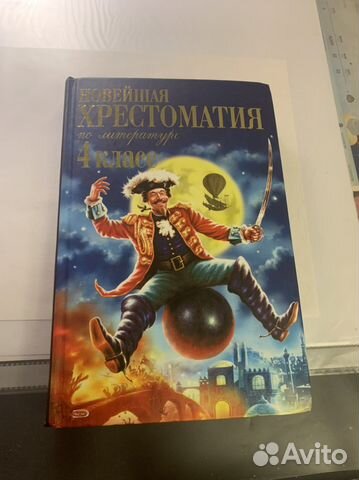 НОВЕЙШАЯ
ХРЕСТОМАТИЯ
по литературе
4 класс
Avito